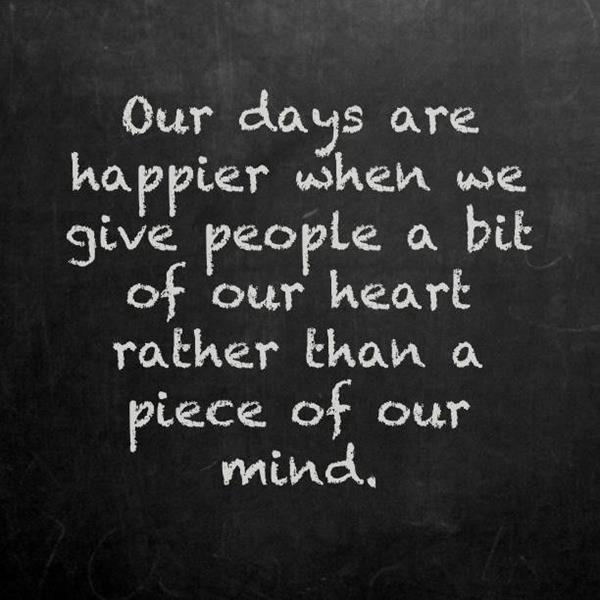 Our days are
happier when we
give people a bit
of our heart
rather than a
piece of our
mind.